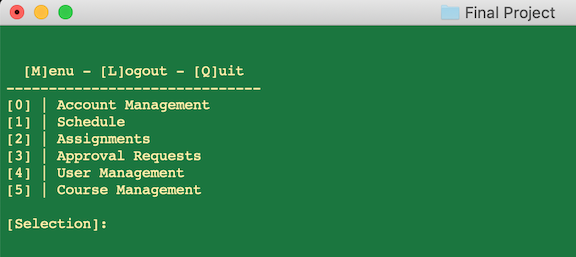 Final Project
[M]enu - [L]ogout - [Q]uit
------------------------------
[0] | Account Management
[1] | Schedule
[2] | Assignments
[3] | Approval Requests
[4] | User Management
[5] | Course Management
[Selection]: